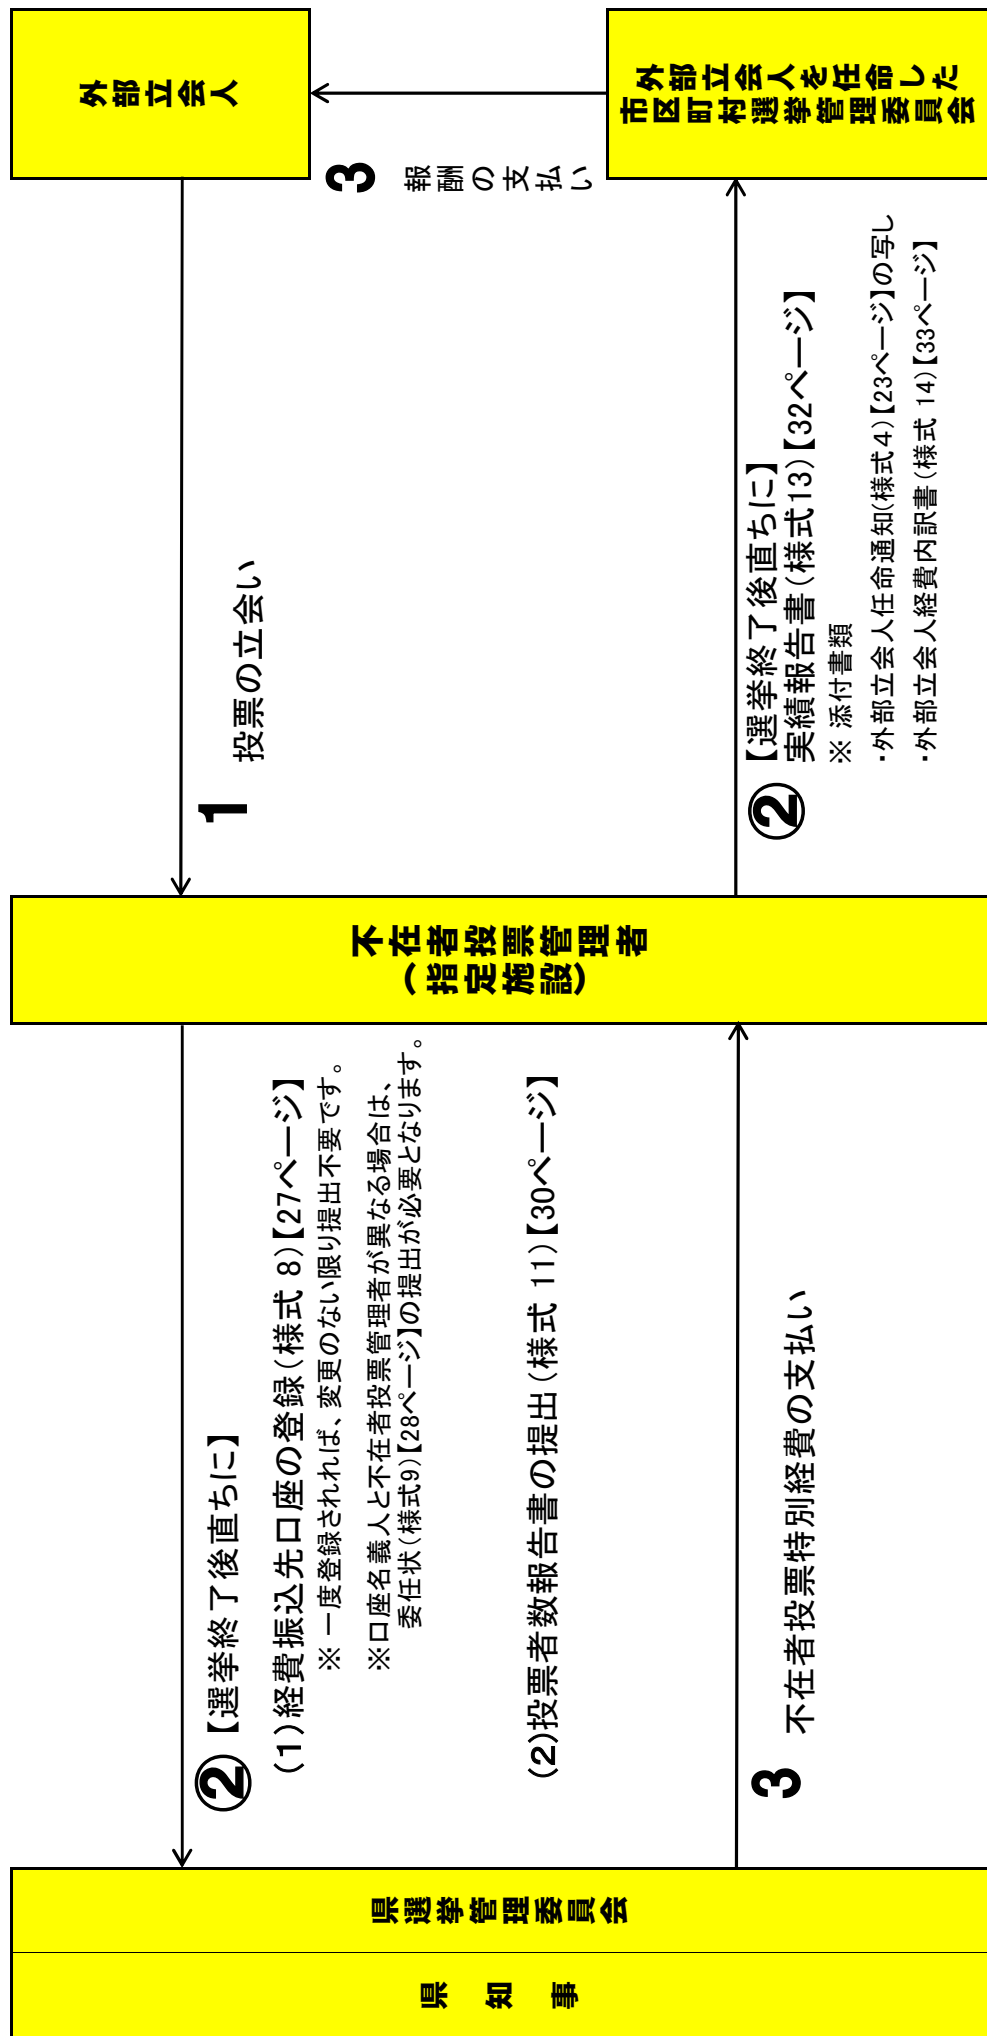 県知事
県選挙管理委員会
② 【選挙終了後直ちに】
(1)経費振込先口座の登録(様式 8)【27ページ】
※ 一度登録されれば、変更のない限り提出不要です。
※口座名義人と不在者投票管理者が異なる場合は、
委任状(様式9)【28ページ】の提出が必要となります。
(2)投票者数報告書の提出(様式 11)【30ページ】
3 不在者投票特別経費の支払い
不在者投票管理者
(指定施設)
1 投票の立会い
② 【選挙終了後直ちに】
実績報告書(様式13)【32ページ】
※ 添付書類
・外部立会人任命通知(様式4)【23ページ】の写し
・外部立会人経費内訳書(様式 14)【33ページ】
外部立会人
3 報酬の支払い
外部立会人を任命した
市区町村選挙管理委員会